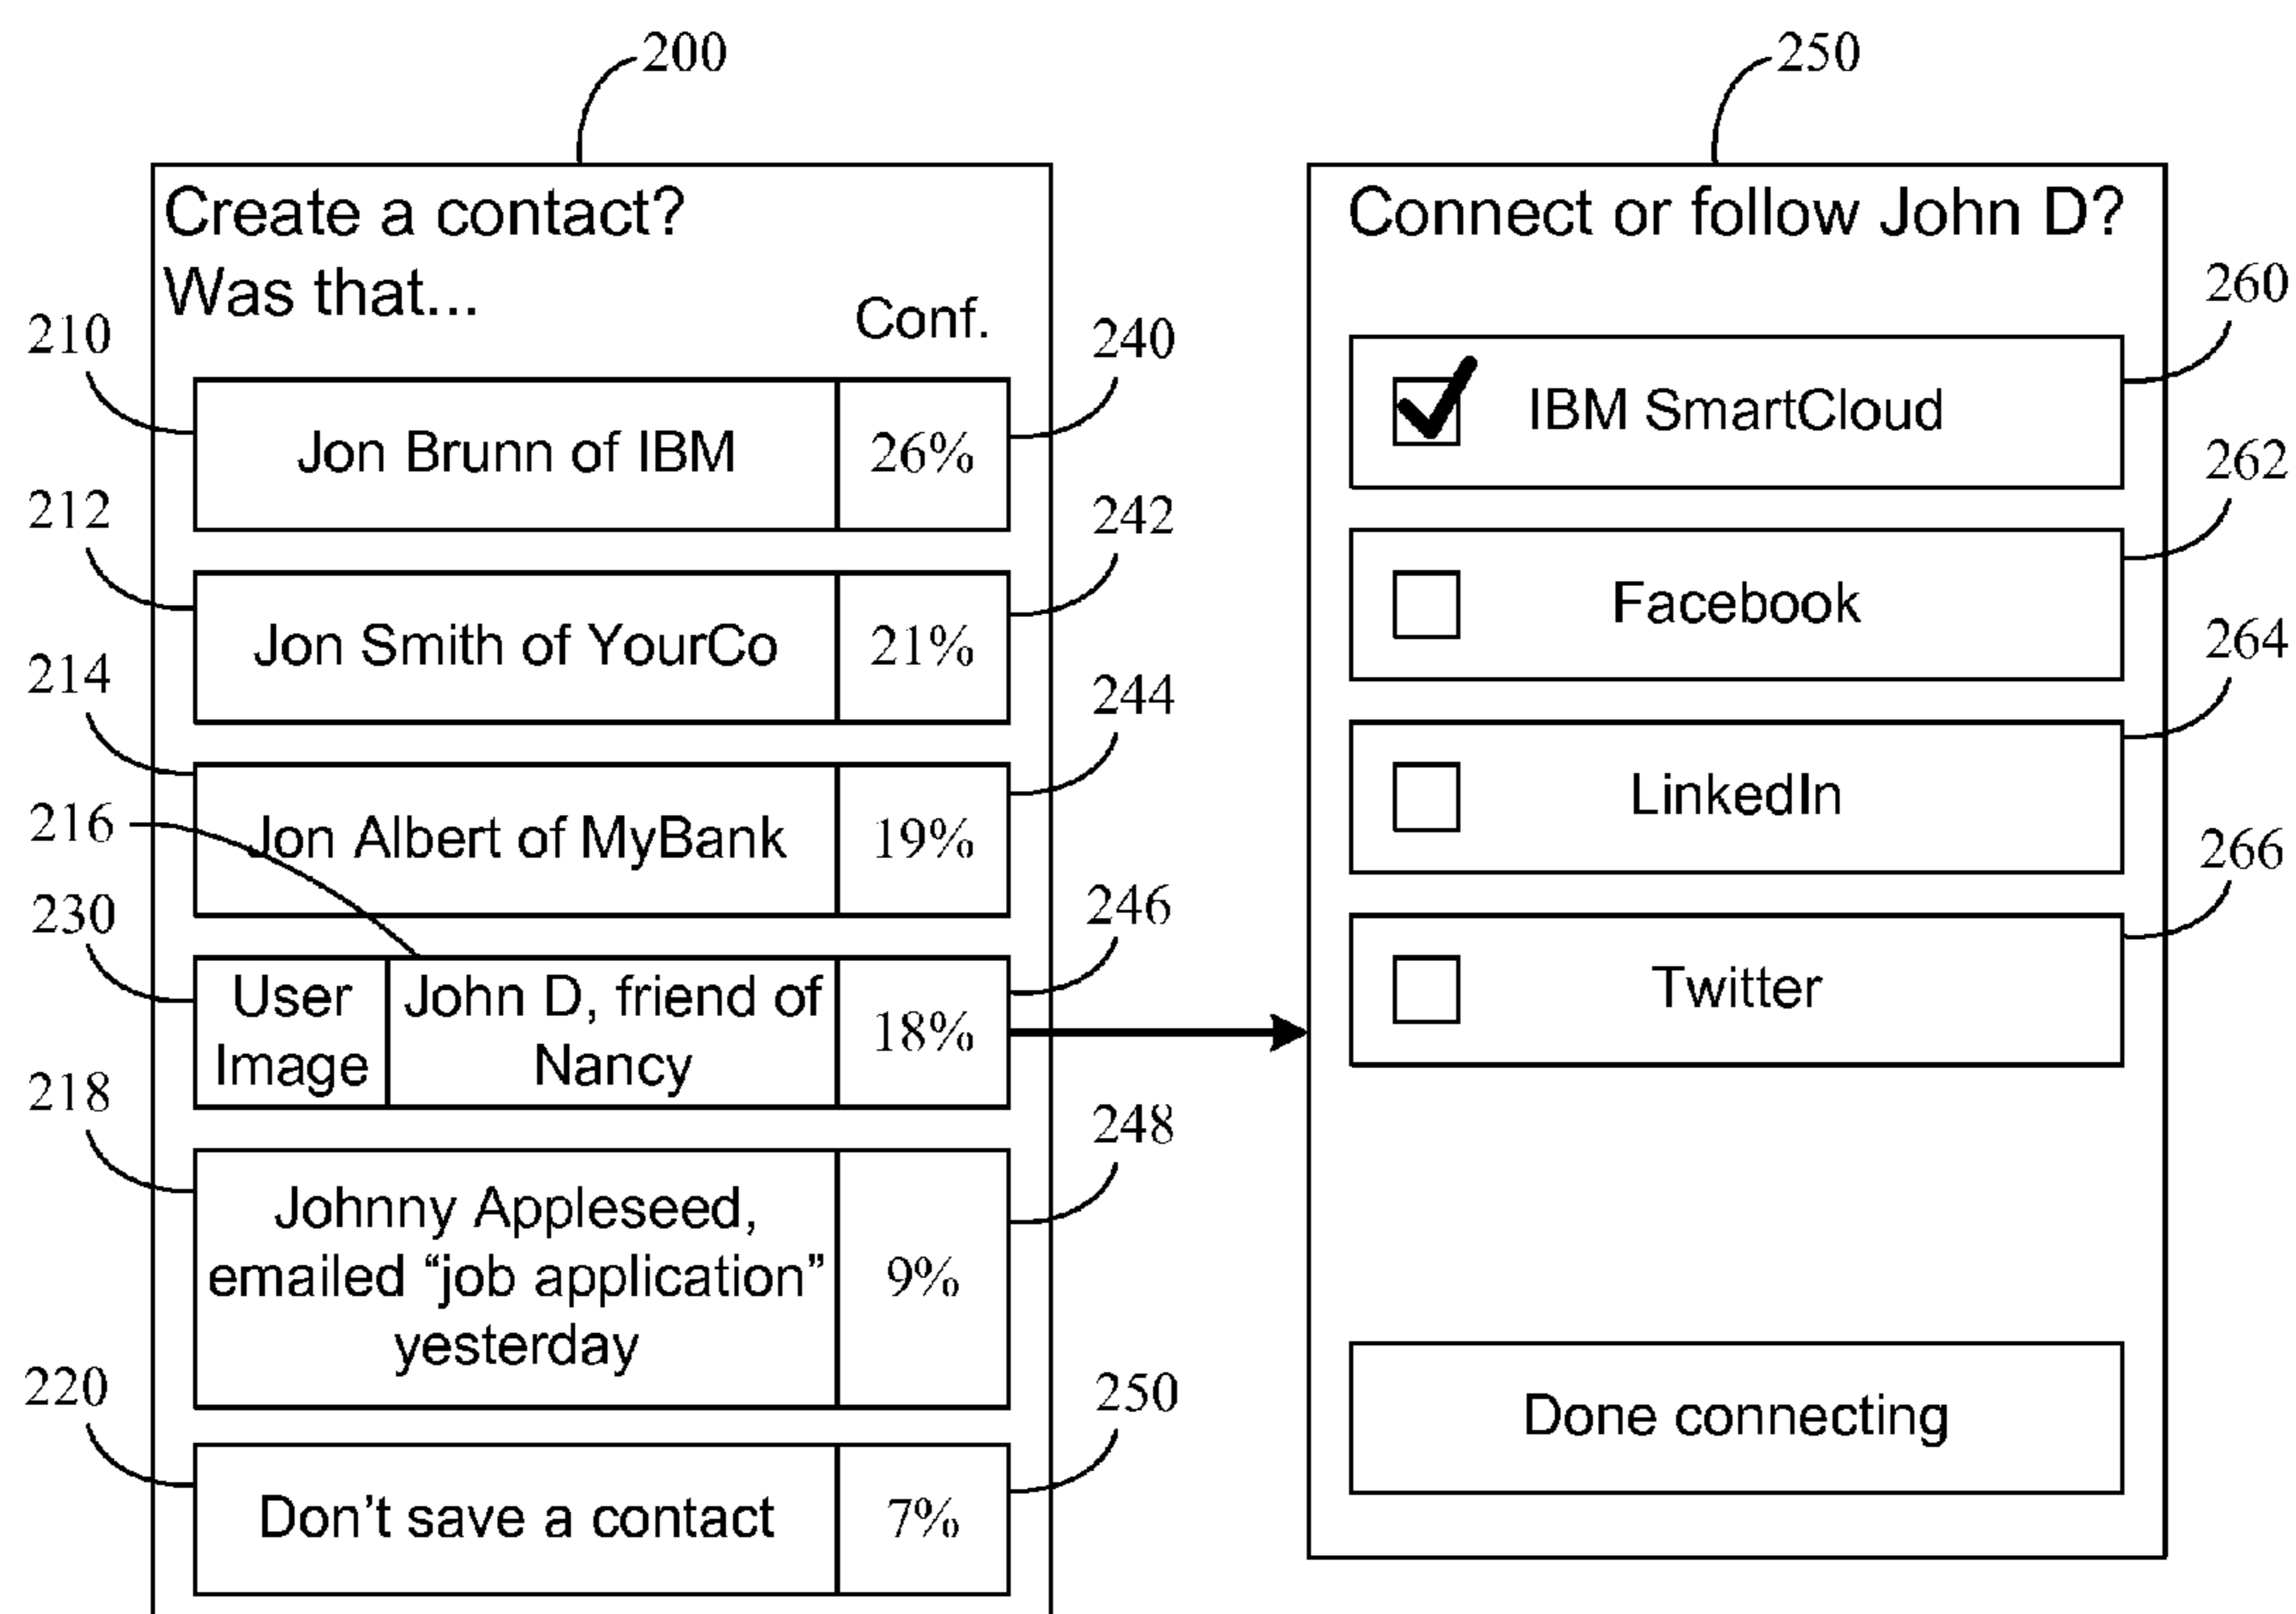 200
Create a contact?
Was that...
Conf.
210
Jon Brunn of IBM
26%
240
212
Jon Smith of YourCo
21%
242
214
Jon Albert of MyBank
19%
244
216
230
User
Image
John D, friend of
Nancy
18%
246
218
Johnny Appleseed,
emailed “job application”
yesterday
9%
248
220
Don’t save a contact
7%
250
250
Connect or follow John D?
IBM SmartCloud
260
Facebook
262
LinkedIn
264
Twitter
266
Done connecting